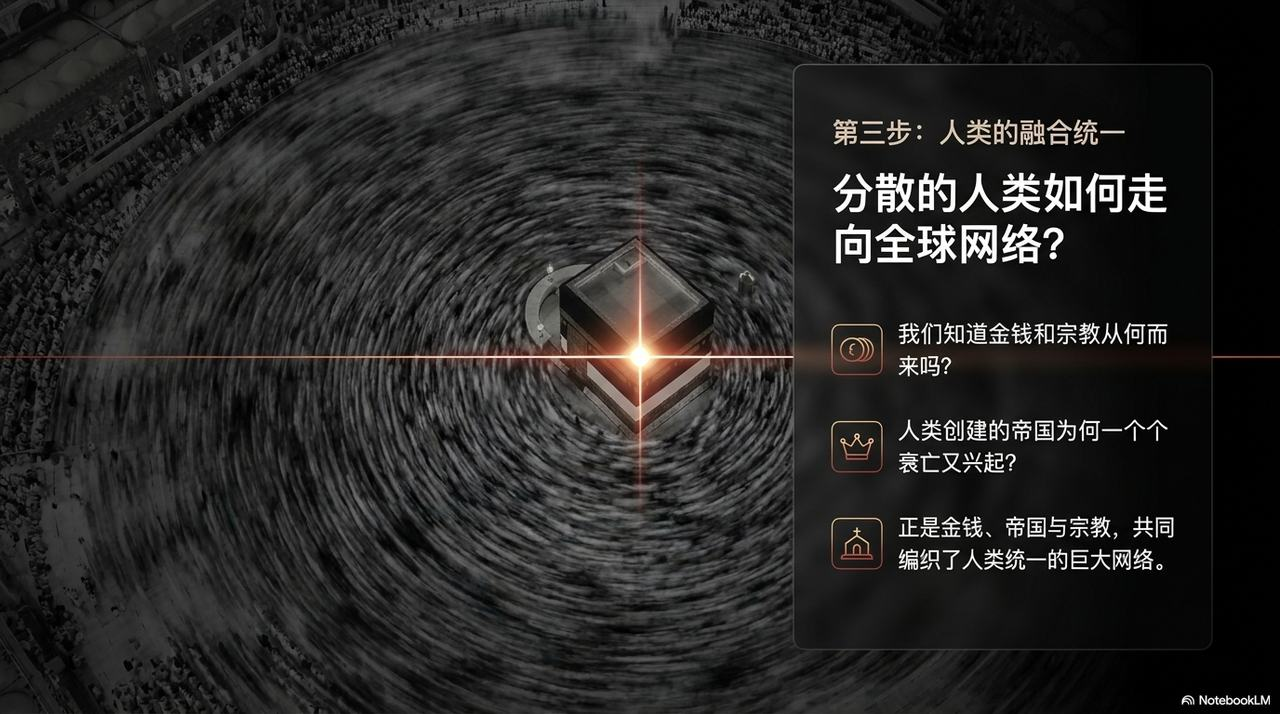 第三步：人类的融合统一
分散的人类如何走
向全球网络？
我们知道金钱和宗教从何而
来吗？
人类创建的帝国为何一个个
衰亡又兴起？
正是金钱、帝国与宗教，共同
编织了人类统一的巨大网络。
NotebookLM